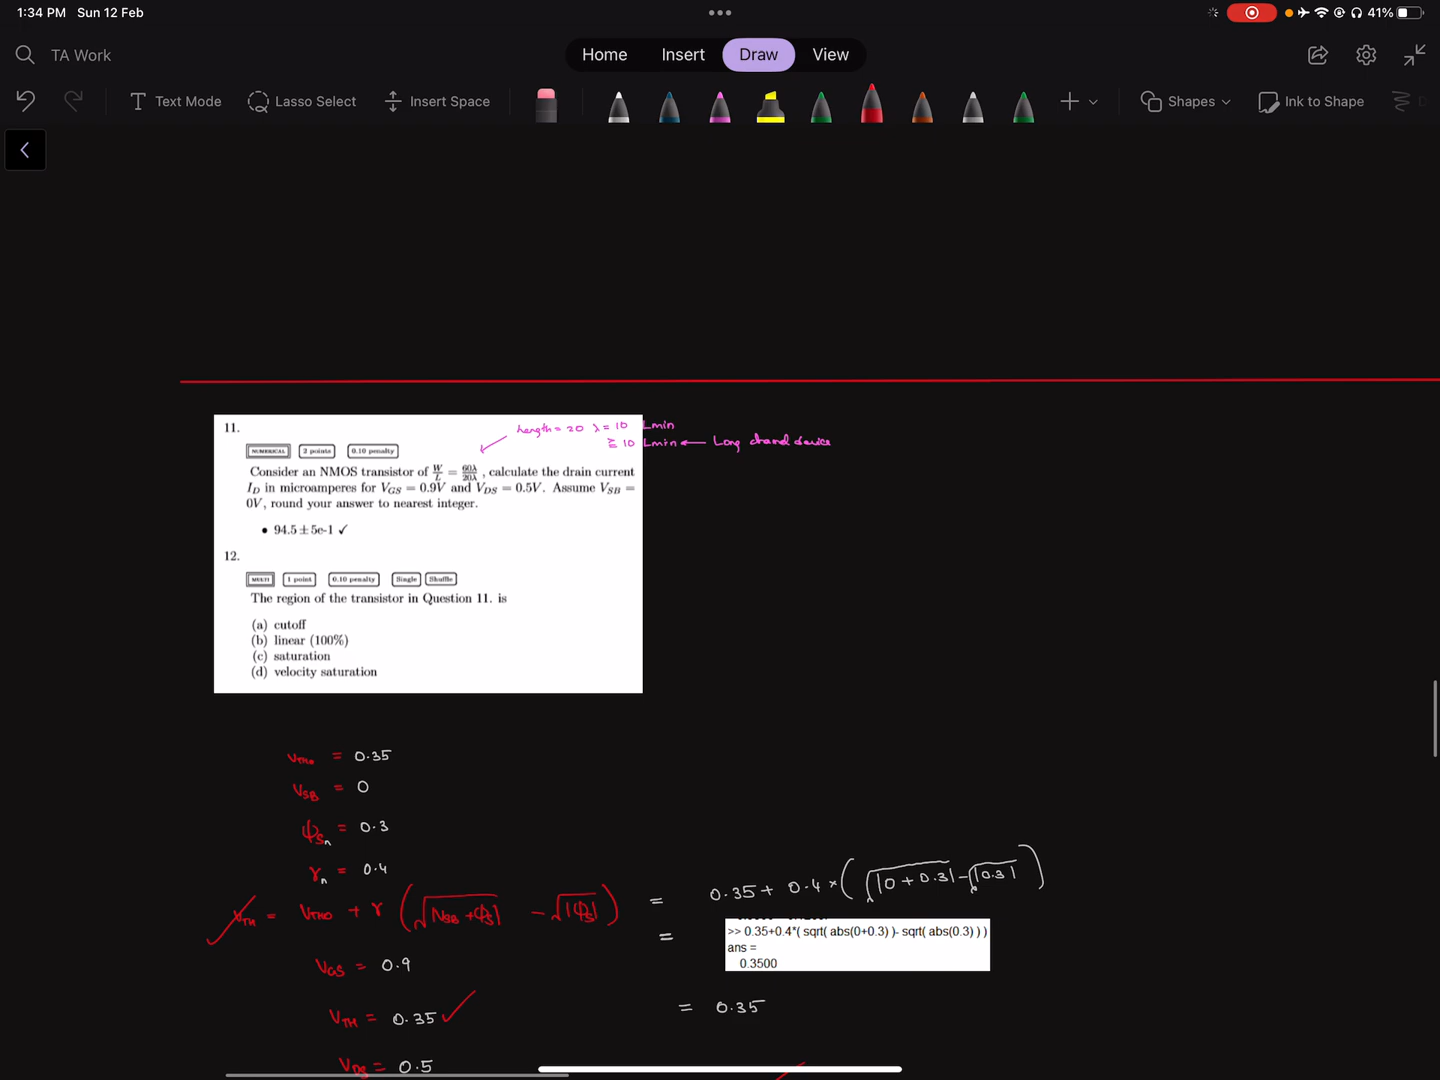 1:34 PM Sun 12 Feb
41%
TA Work
Home Insert Draw View
Text Mode Lasso Select Insert Space Shapes Ink to Shape
Length = 20 λ = 10 Lmin
≥ 10 Lmin ← Long channel device
11.
NUMERICAL 2 points 0.10 penalty
Consider an NMOS transistor of W/L = 60λ/20λ , calculate the drain current
I_D in microamperes for V_GS = 0.9V and V_DS = 0.5V. Assume V_SB =
0V, round your answer to nearest integer.
• 94.5 ± 5e-1 ✓
12.
MULTI 1 point 0.10 penalty Single Shuffle
The region of the transistor in Question 11. is
(a) cutoff
(b) linear (100%)
(c) saturation
(d) velocity saturation
V_THO = 0.35
V_SB = 0
ψ_Sn = 0.3
γ_n = 0.4
V_TH = V_THO + γ ( √|V_SB + ψ_S| − √|ψ_S| ) = 0.35 + 0.4 * ( √|0 + 0.3| − √|0.3| )
=
>> 0.35+0.4*( sqrt( abs(0+0.3) )- sqrt( abs(0.3) ) )
ans =
0.3500
V_GS = 0.9
= 0.35
V_TH = 0.35 ✓
V_DS = 0.5